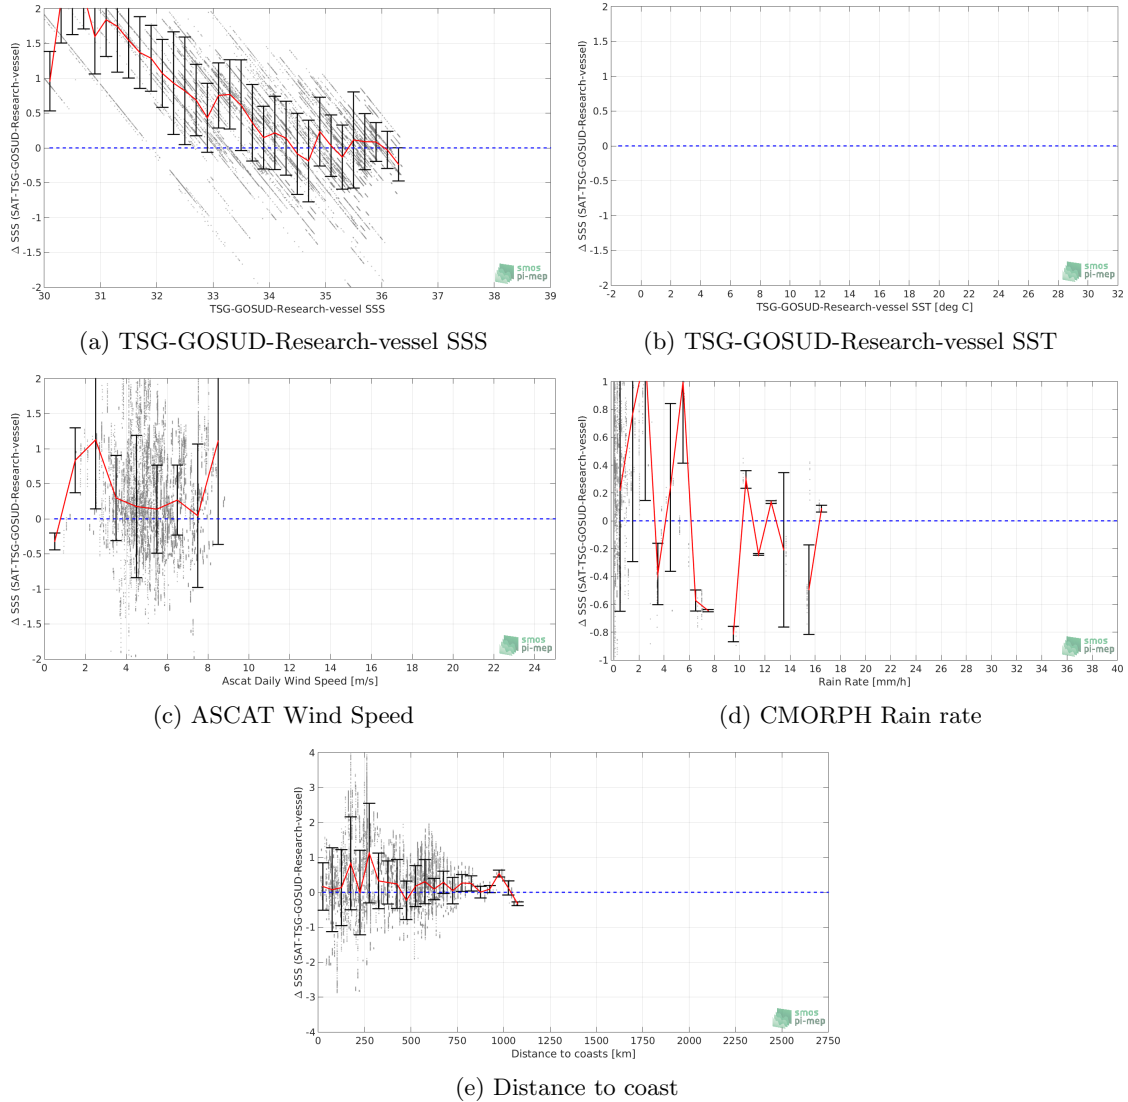 Δ SSS (SAT-TSG-GOSUD-Research-vessel)
2
1.5
1
0.5
0
-0.5
-1
-1.5
-2
30 31 32 33 34 35 36 37 38 39
TSG-GOSUD-Research-vessel SSS
smos
pi-mep
(a) TSG-GOSUD-Research-vessel SSS
Δ SSS (SAT-TSG-GOSUD-Research-vessel)
2
1.5
1
0.5
0
-0.5
-1
-1.5
-2
-2 0 2 4 6 8 10 12 14 16 18 20 22 24 26 28 30 32
TSG-GOSUD-Research-vessel SST [deg C]
smos
pi-mep
(b) TSG-GOSUD-Research-vessel SST
Δ SSS (SAT-TSG-GOSUD-Research-vessel)
2
1.5
1
0.5
0
-0.5
-1
-1.5
-2
0 2 4 6 8 10 12 14 16 18 20 22 24
Ascat Daily Wind Speed [m/s]
smos
pi-mep
(c) ASCAT Wind Speed
Δ SSS (SAT-TSG-GOSUD-Research-vessel)
1
0.8
0.6
0.4
0.2
0
-0.2
-0.4
-0.6
-0.8
-1
0 2 4 6 8 10 12 14 16 18 20 22 24 26 28 30 32 34 36 38 40
Rain Rate [mm/h]
smos
pi-mep
(d) CMORPH Rain rate
Δ SSS (SAT-TSG-GOSUD-Research-vessel)
4
3
2
1
0
-1
-2
-3
-4
0 250 500 750 1000 1250 1500 1750 2000 2250 2500 2750
Distance to coasts [km]
smos
pi-mep
(e) Distance to coast